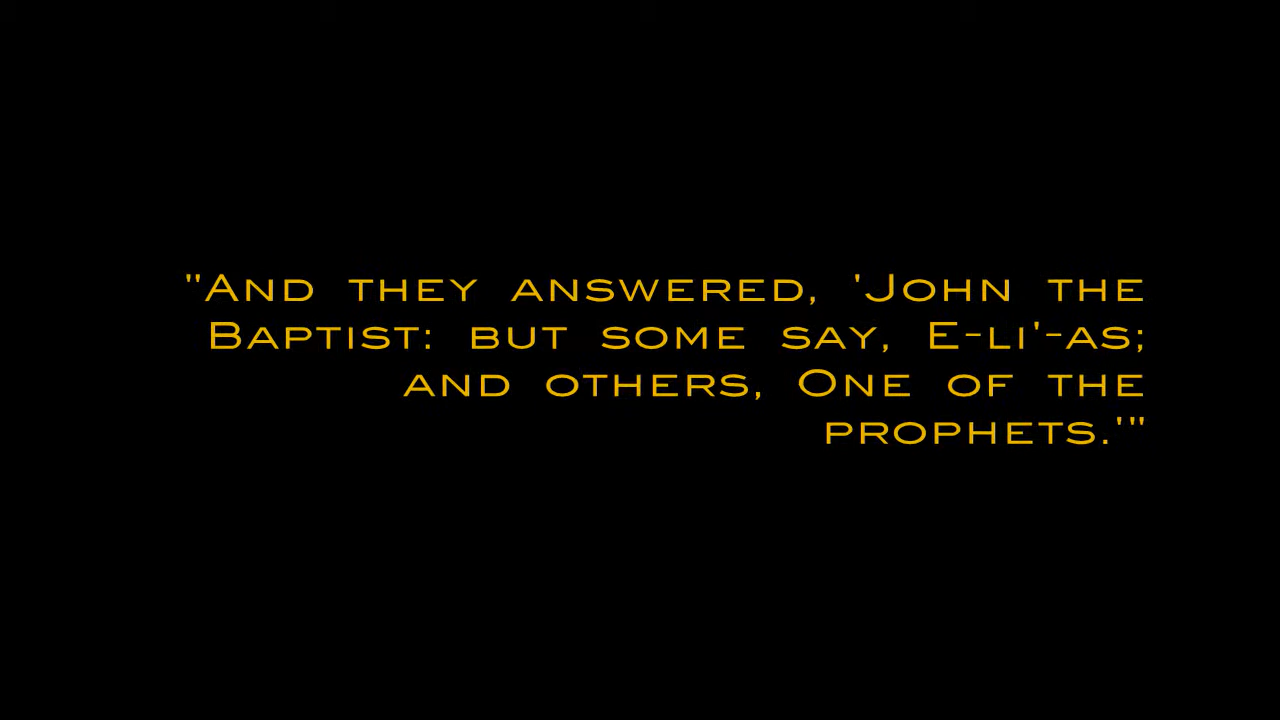 "And they answered, 'John the
Baptist: but some say, E-li'-as;
and others, One of the
prophets.'"